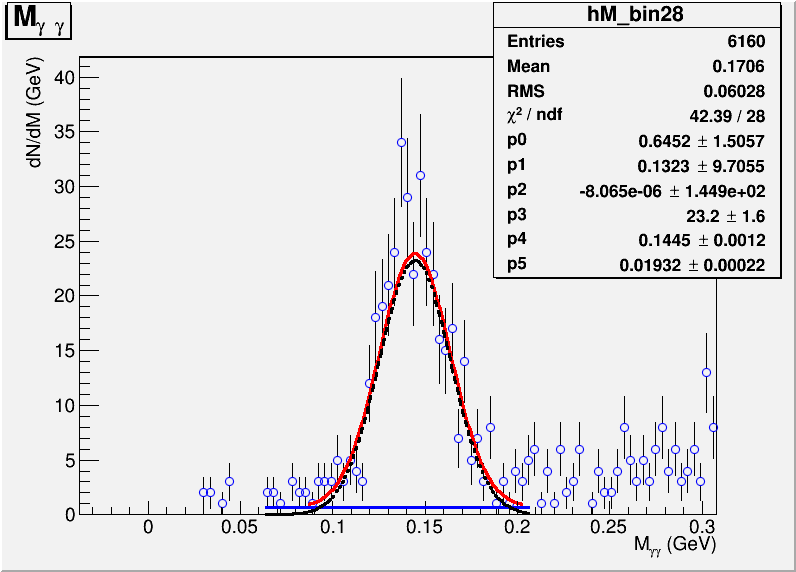 Mγ γ
hM_bin28
Entries 6160
Mean 0.1706
RMS 0.06028
χ² / ndf 42.39 / 28
p0 0.6452 ± 1.5057
p1 0.1323 ± 9.7055
p2 -8.065e-06 ± 1.449e+02
p3 23.2 ± 1.6
p4 0.1445 ± 0.0012
p5 0.01932 ± 0.00022
dN/dM (GeV)
40
35
30
25
20
15
10
5
0
0 0.05 0.1 0.15 0.2 0.25 0.3
Mγγ (GeV)